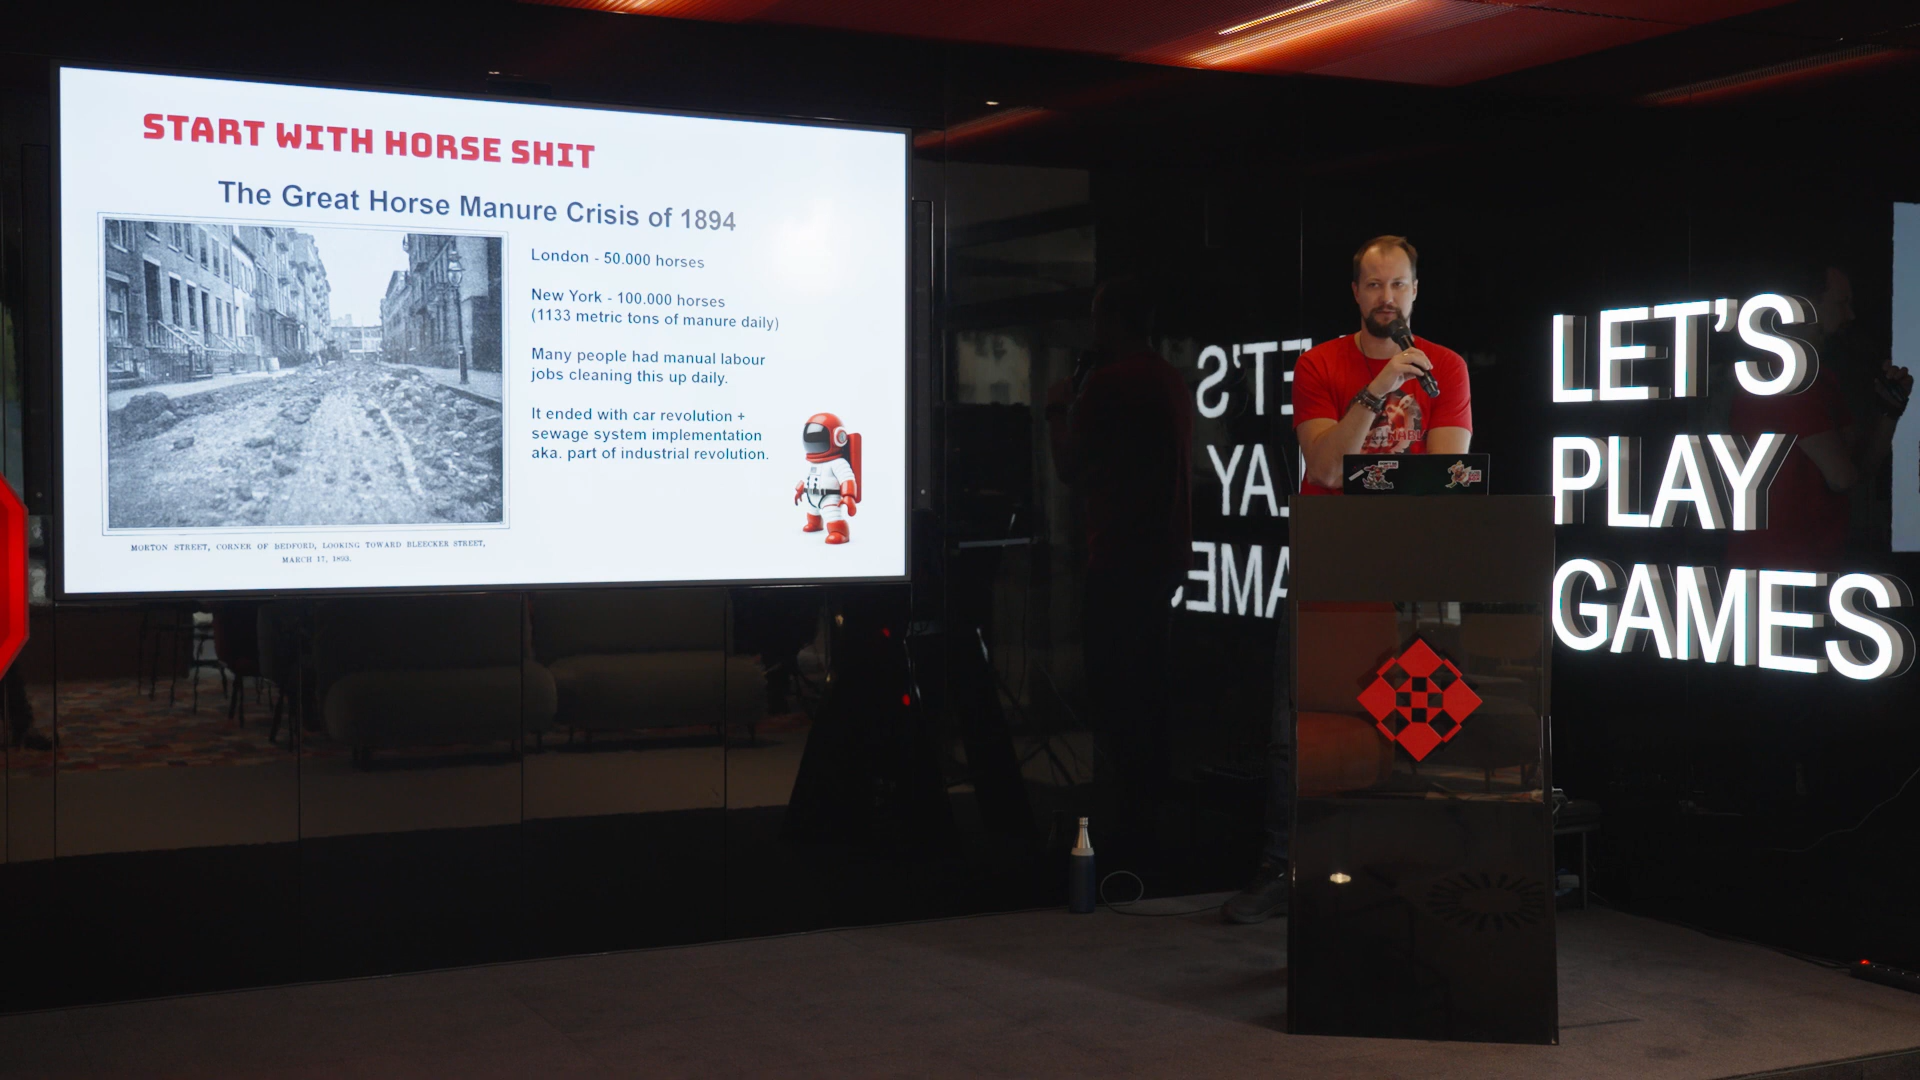 START WITH HORSE SHIT
The Great Horse Manure Crisis of 1894
London - 50.000 horses
New York - 100.000 horses
(1133 metric tons of manure daily)
Many people had manual labour
jobs cleaning this up daily.
It ended with car revolution +
sewage system implementation
aka. part of industrial revolution.
MORTON STREET, CORNER OF BEDFORD, LOOKING TOWARD BLEECKER STREET,
MARCH 17, 1893.
LET'S
PLAY
GAMES